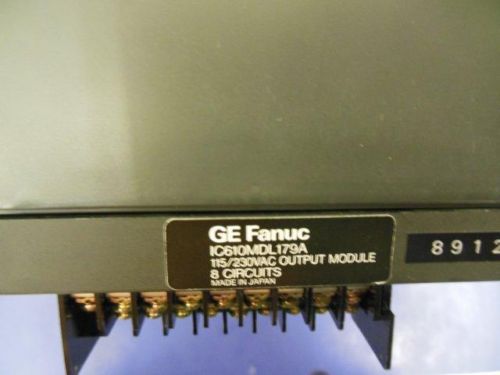 GE Fanuc
IC610MDL179A
115/230VAC OUTPUT MODULE
8 CIRCUITS
MADE IN JAPAN
8912